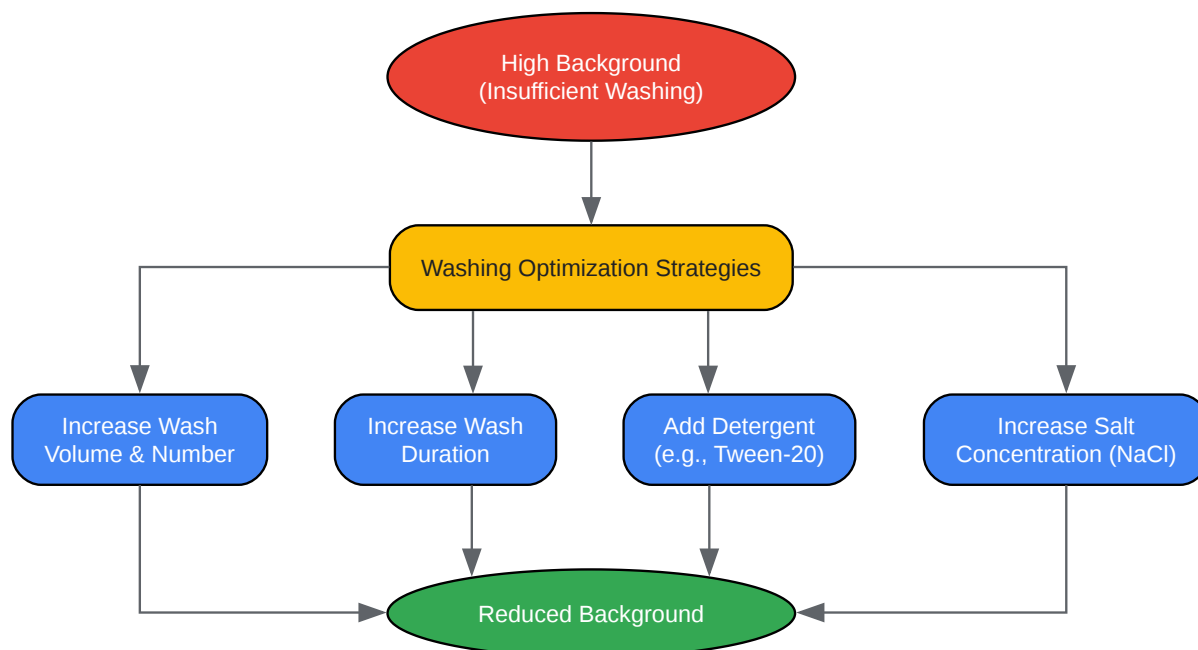 High Background
(Insufficient Washing)
Washing Optimization Strategies
Increase Wash
Volume & Number
Increase Wash
Duration
Add Detergent
(e.g., Tween-20)
Increase Salt
Concentration (NaCl)
Reduced Background